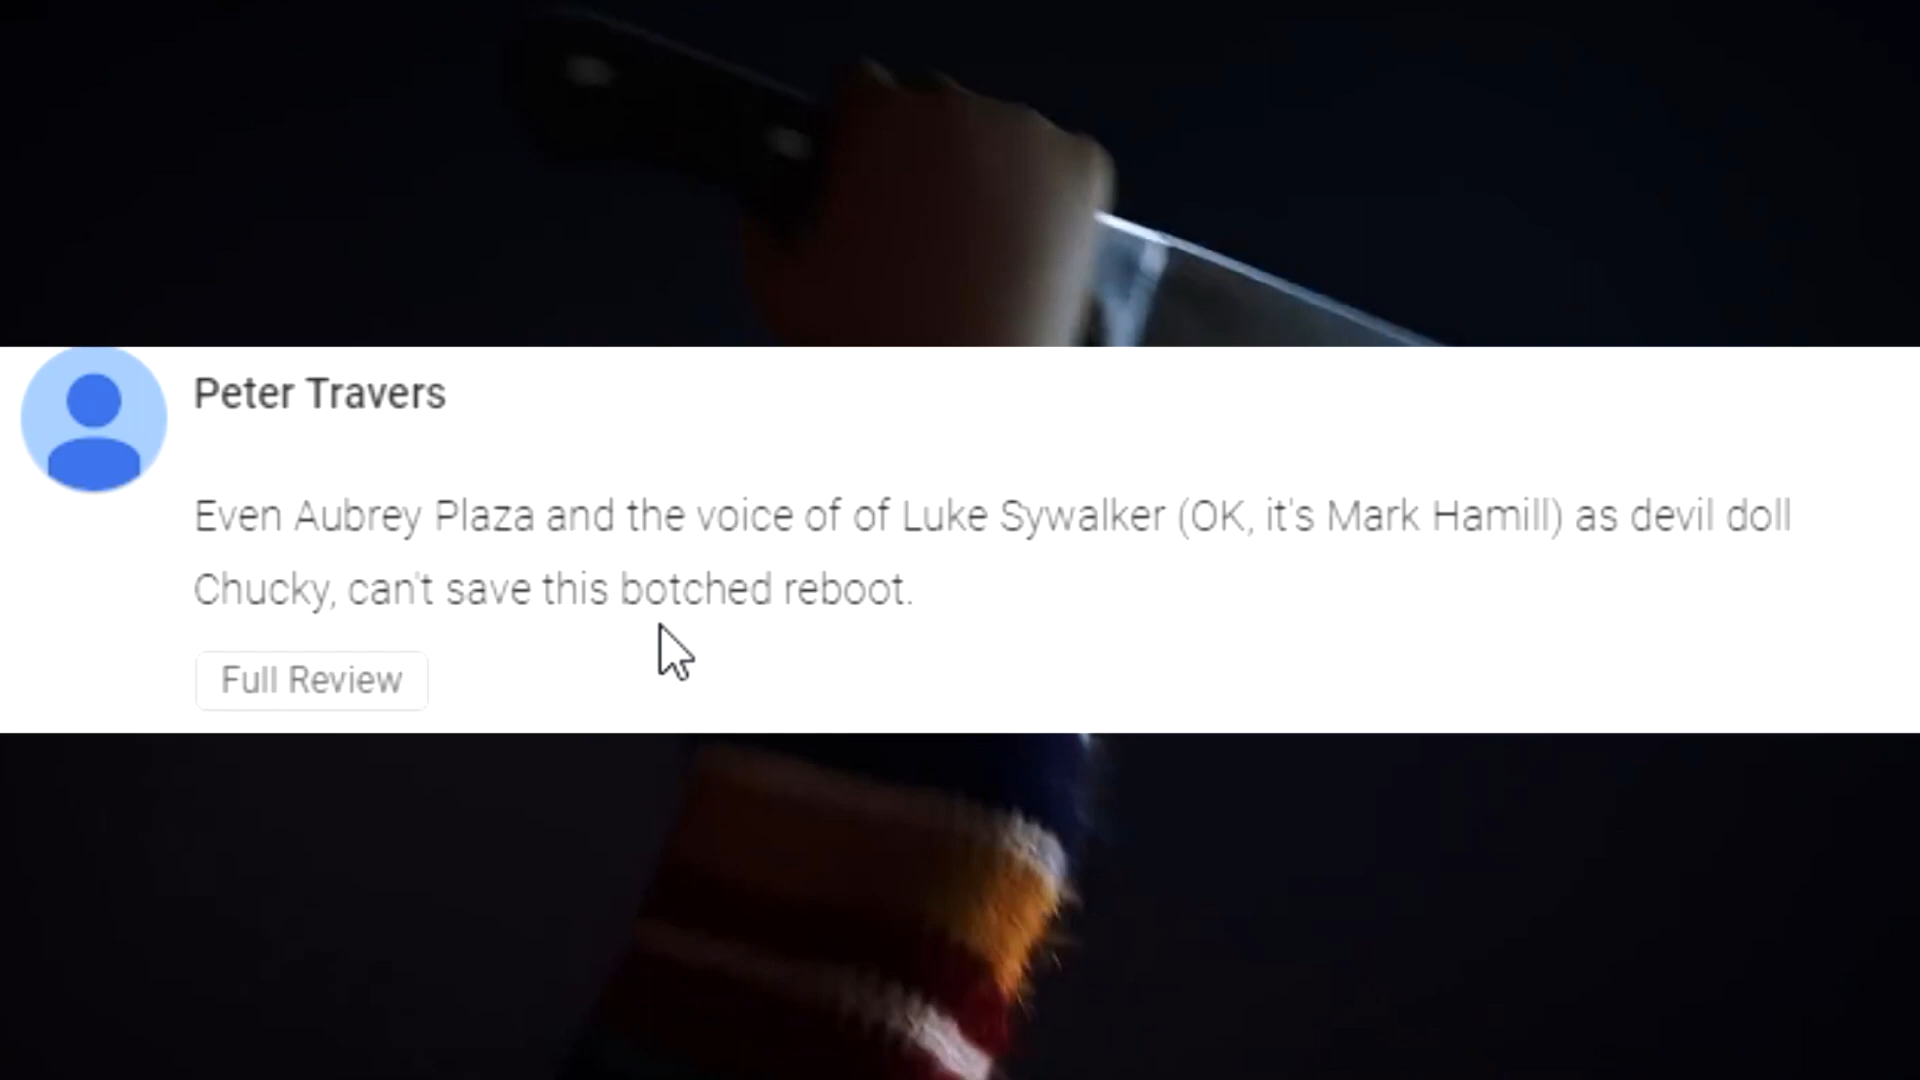 Peter Travers
Even Aubrey Plaza and the voice of of Luke Sywalker (OK, it's Mark Hamill) as devil doll
Chucky, can't save this botched reboot.
Full Review